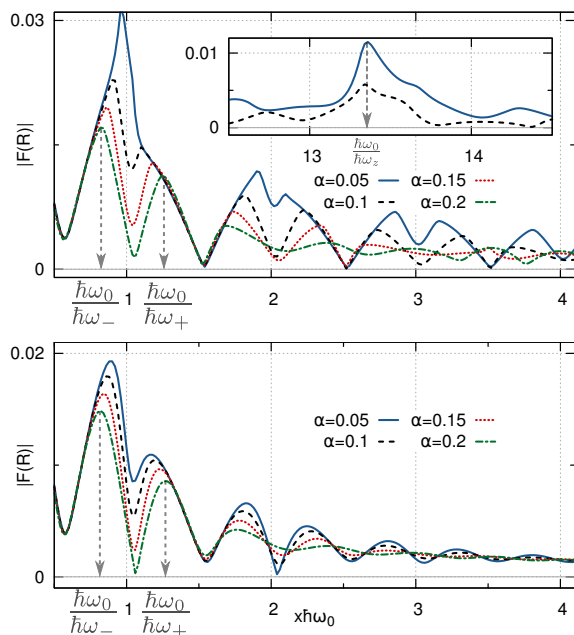 0.03
|F(R)|
0
0.01
0
13
14
ħω₀/ħω_z
α=0.05 α=0.15
α=0.1 α=0.2
1 2 3 4
ħω₀/ħω₋ ħω₀/ħω₊
0.02
|F(R)|
0
α=0.05 α=0.15
α=0.1 α=0.2
1 2 3 4
ħω₀/ħω₋ ħω₀/ħω₊
xħω₀